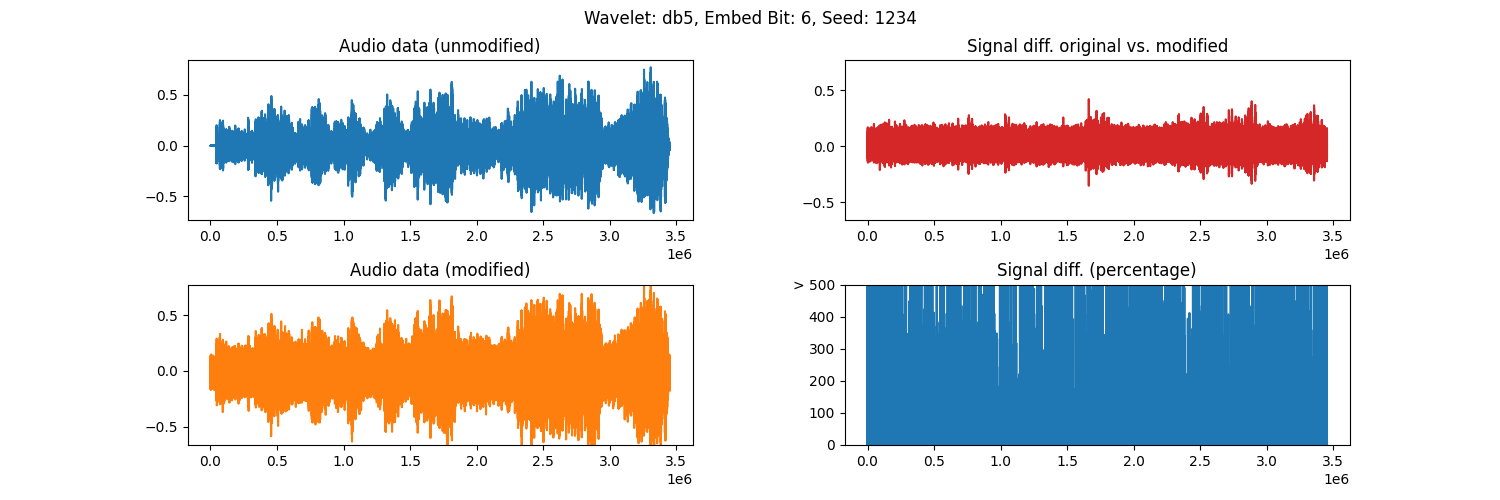 Wavelet: db5, Embed Bit: 6, Seed: 1234
Audio data (unmodified)
0.5
0.0
−0.5
0.0 0.5 1.0 1.5 2.0 2.5 3.0 3.5
1e6
Signal diff. original vs. modified
0.5
0.0
−0.5
0.0 0.5 1.0 1.5 2.0 2.5 3.0 3.5
1e6
Audio data (modified)
0.5
0.0
−0.5
0.0 0.5 1.0 1.5 2.0 2.5 3.0 3.5
1e6
Signal diff. (percentage)
> 500
400
300
200
100
0
0.0 0.5 1.0 1.5 2.0 2.5 3.0 3.5
1e6